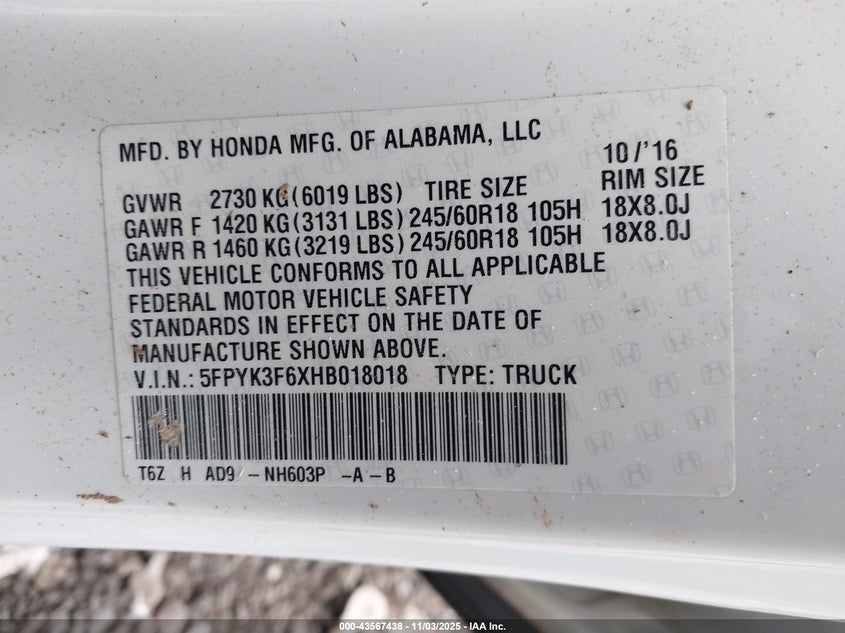 MFD. BY HONDA MFG. OF ALABAMA, LLC 10/'16
GVWR 2730 KG (6019 LBS) TIRE SIZE RIM SIZE
GAWR F 1420 KG (3131 LBS) 245/60R18 105H 18X8.0J
GAWR R 1460 KG (3219 LBS) 245/60R18 105H 18X8.0J
THIS VEHICLE CONFORMS TO ALL APPLICABLE
FEDERAL MOTOR VEHICLE SAFETY
STANDARDS IN EFFECT ON THE DATE OF
MANUFACTURE SHOWN ABOVE.
V.I.N.: 5FPYK3F6XHB018018 TYPE: TRUCK
T6Z H AD9 -NH603P -A-B
000-43567438 | 11/03/2025 - IAA Inc.